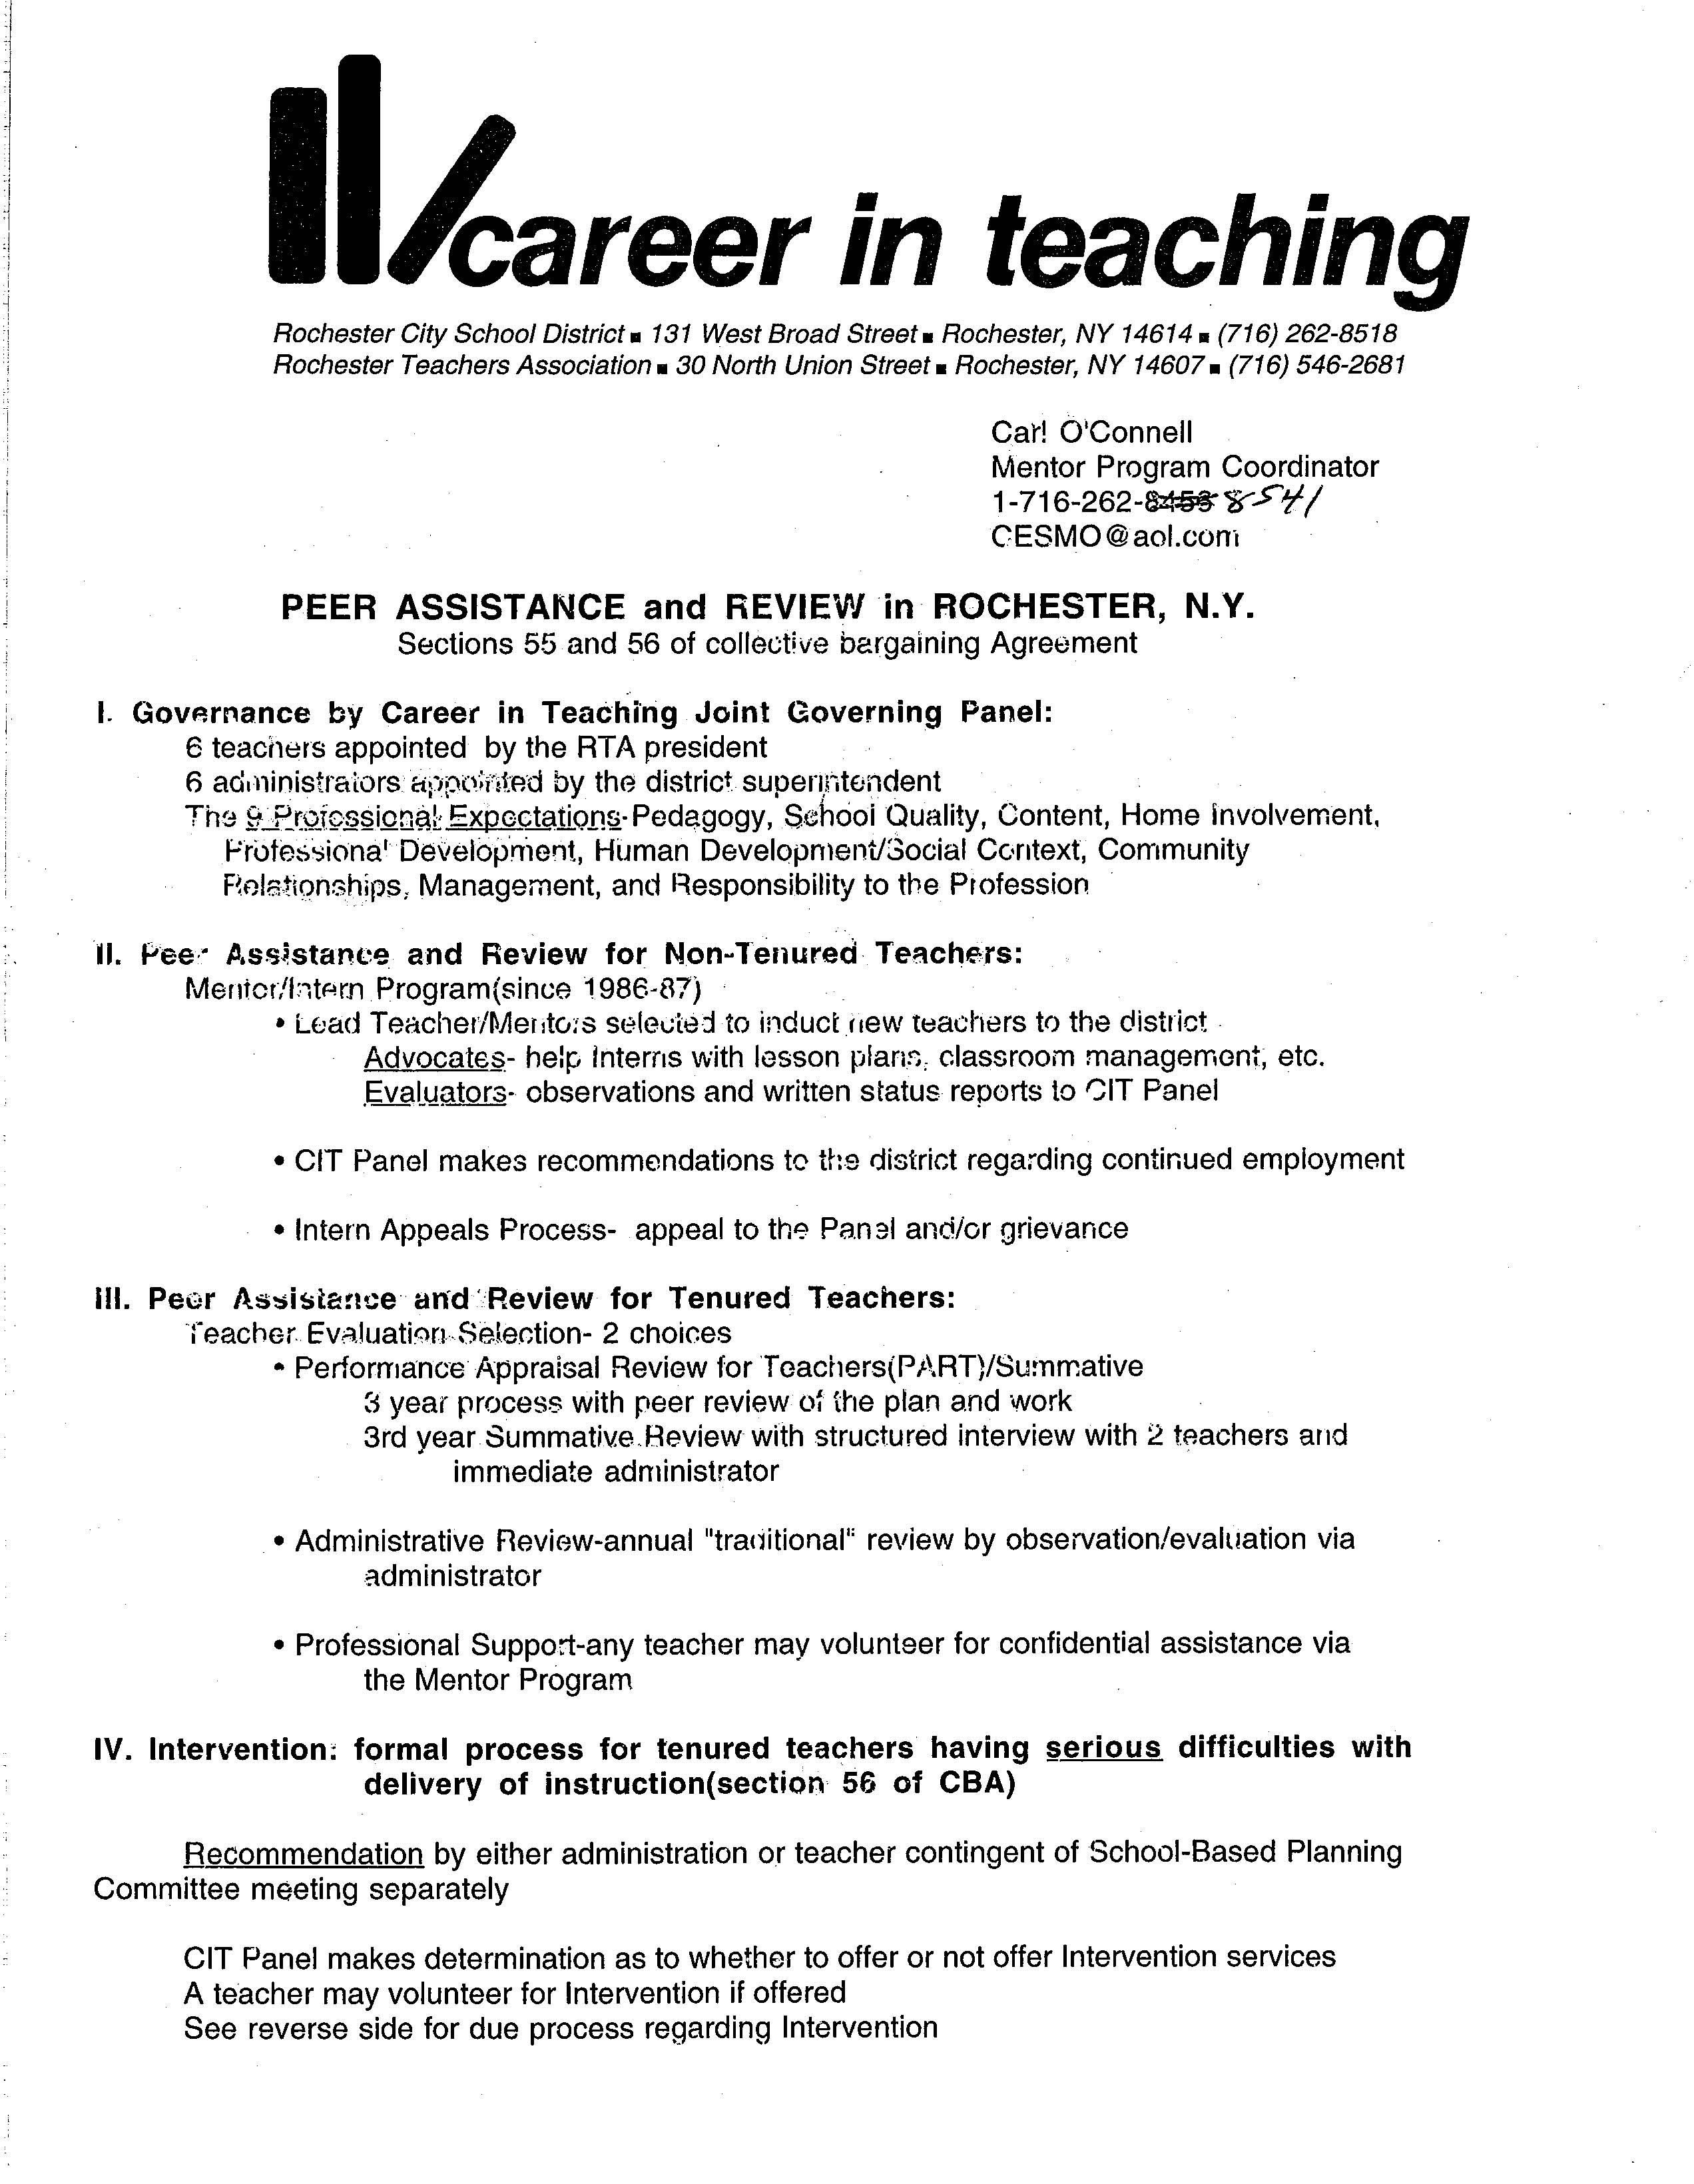 career in teaching
Rochester City School District ■ 131 West Broad Street ■ Rochester, NY 14614 ■ (716) 262-8518
Rochester Teachers Association ■ 30 North Union Street ■ Rochester, NY 14607 ■ (716) 546-2681
Carl O'Connell
Mentor Program Coordinator
1-716-262-8541
CESMO@aol.com
PEER ASSISTANCE and REVIEW in ROCHESTER, N.Y.
Sections 55 and 56 of collective bargaining Agreement
I. Governance by Career in Teaching Joint Governing Panel:
6 teachers appointed by the RTA president
6 administrators appointed by the district superintendent
The 9 Professional Expectations-Pedagogy, School Quality, Content, Home Involvement,
Professional Development, Human Development/Social Context, Community
Relationships, Management, and Responsibility to the Profession
II. Peer Assistance and Review for Non-Tenured Teachers:
Mentor/Intern Program(since 1986-87)
• Lead Teacher/Mentors selected to induct new teachers to the district
Advocates- help Interns with lesson plans, classroom management, etc.
Evaluators- observations and written status reports to CIT Panel
• CIT Panel makes recommendations to the district regarding continued employment
• Intern Appeals Process- appeal to the Panel and/or grievance
III. Peer Assistance and Review for Tenured Teachers:
Teacher Evaluation Selection- 2 choices
• Performance Appraisal Review for Teachers(PART)/Summative
3 year process with peer review of the plan and work
3rd year Summative Review with structured interview with 2 teachers and
immediate administrator
• Administrative Review-annual "traditional" review by observation/evaluation via
administrator
• Professional Support-any teacher may volunteer for confidential assistance via
the Mentor Program
IV. Intervention: formal process for tenured teachers having serious difficulties with
delivery of instruction(section 56 of CBA)
Recommendation by either administration or teacher contingent of School-Based Planning
Committee meeting separately
CIT Panel makes determination as to whether to offer or not offer Intervention services
A teacher may volunteer for Intervention if offered
See reverse side for due process regarding Intervention